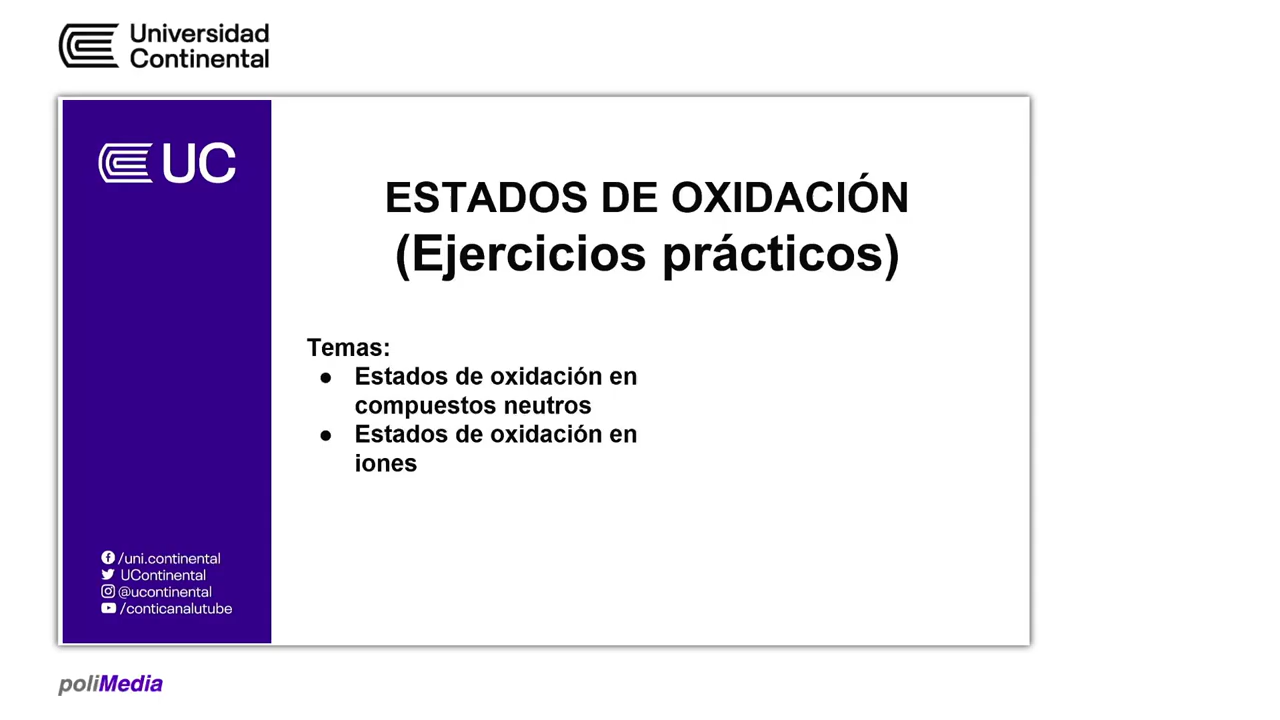 Universidad
Continental
UC
ESTADOS DE OXIDACIÓN
(Ejercicios prácticos)
Temas:
● Estados de oxidación en
compuestos neutros
● Estados de oxidación en
iones
/uni.continental
UContinental
@ucontinental
/conticanalutube
poliMedia